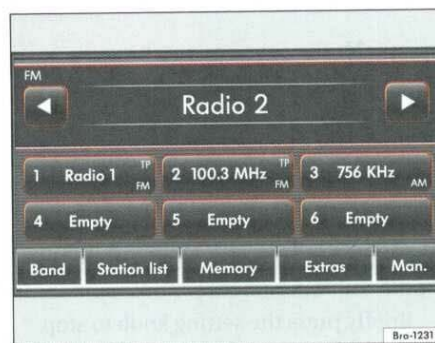 FM
Radio 2
1 Radio 1 TP FM 2 100.3 MHz TP FM 3 756 KHz AM
4 Empty 5 Empty 6 Empty
Band Station list Memory Extras Man.
Bro-1231